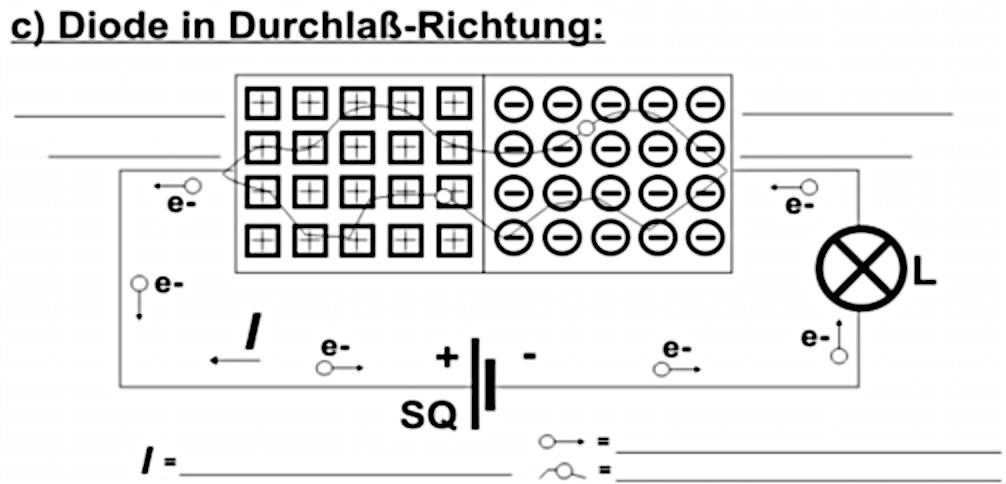 c) Diode in Durchlaß-Richtung:
e-
e-
e-
L
I
e-
+
-
e-
e-
SQ
=
I =
=